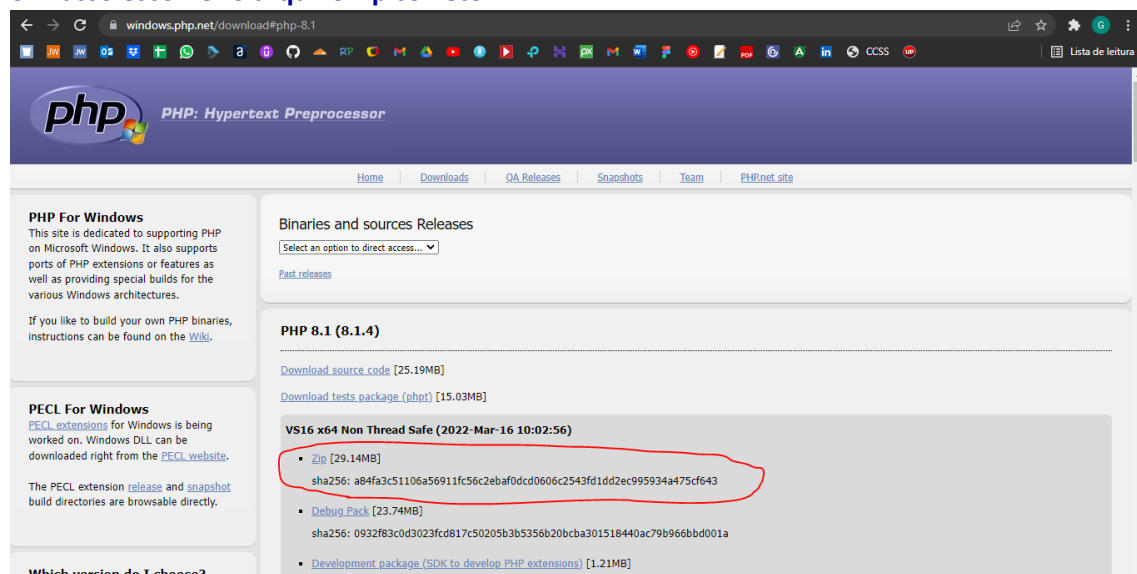 windows.php.net/download#php-8.1
CCSS
Lista de leitura
php
PHP: Hypertext Preprocessor
Home
Downloads
QA Releases
Snapshots
Team
PHP.net site
PHP For Windows
This site is dedicated to supporting PHP
on Microsoft Windows. It also supports
ports of PHP extensions or features as
well as providing special builds for the
various Windows architectures.
If you like to build your own PHP binaries,
instructions can be found on the Wiki.
PECL For Windows
PECL extensions for Windows is being
worked on. Windows DLL can be
downloaded right from the PECL website.
The PECL extension release and snapshot
build directories are browsable directly.
Which version do I choose?
Binaries and sources Releases
Select an option to direct access...
Past releases
PHP 8.1 (8.1.4)
Download source code [25.19MB]
Download tests package (phpt) [15.03MB]
VS16 x64 Non Thread Safe (2022-Mar-16 10:02:56)
Zip [29.14MB]
sha256: a84fa3c51106a56911fc56c2ebaf0dcd0606c2543fd1dd2ec995934a475cf643
Debug Pack [23.74MB]
sha256: 0932f83c0d3023fcd817c50205b3b5356b20bcba301518440ac79b966bbd001a
Development package (SDK to develop PHP extensions) [1.21MB]